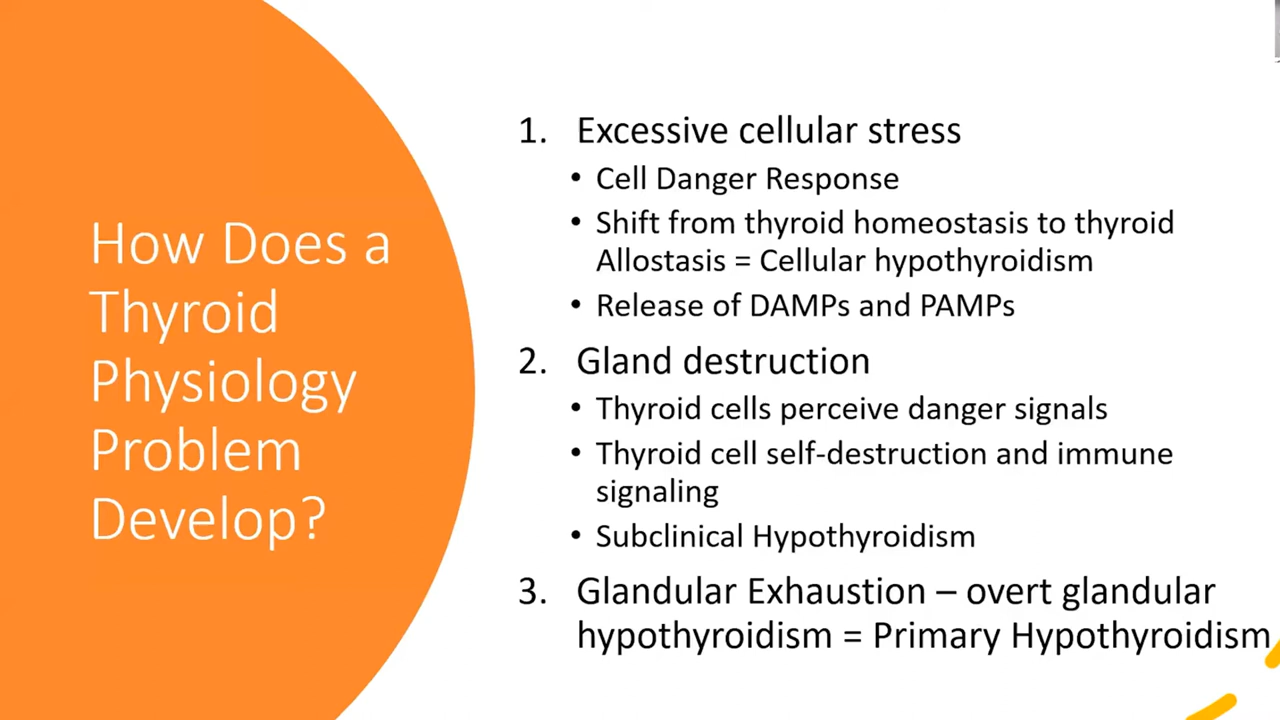 How Does a
Thyroid
Physiology
Problem
Develop?
1. Excessive cellular stress
• Cell Danger Response
• Shift from thyroid homeostasis to thyroid
Allostasis = Cellular hypothyroidism
• Release of DAMPs and PAMPs
2. Gland destruction
• Thyroid cells perceive danger signals
• Thyroid cell self-destruction and immune
signaling
• Subclinical Hypothyroidism
3. Glandular Exhaustion – overt glandular
hypothyroidism = Primary Hypothyroidism